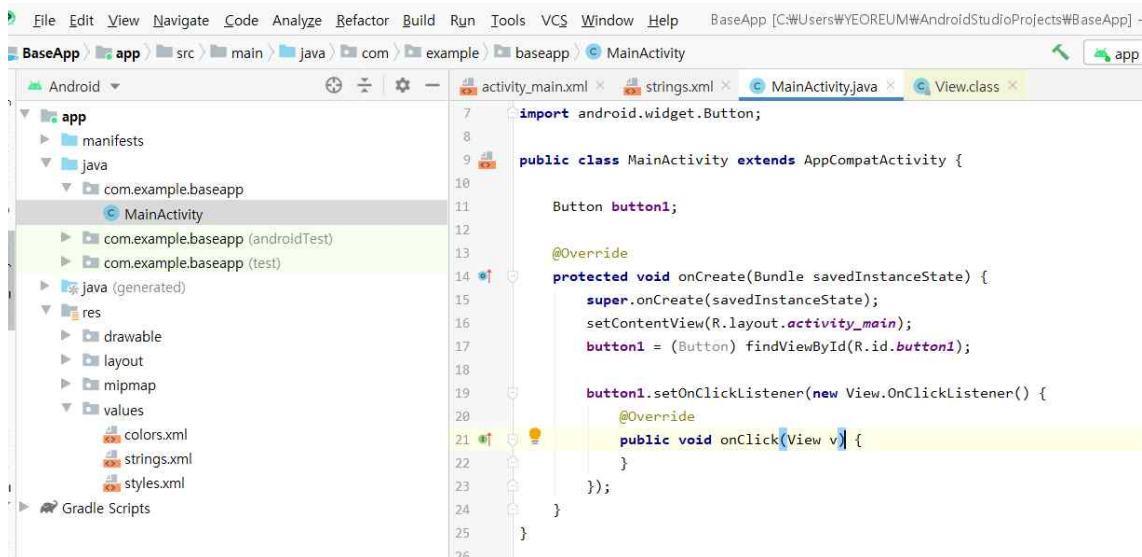 File Edit View Navigate Code Analyze Refactor Build Run Tools VCS Window Help BaseApp [C:₩Users₩YEOREUM₩AndroidStudioProjects₩BaseApp] -
BaseApp app src main java com example baseapp MainActivity app
Android
activity_main.xml strings.xml MainActivity.java View.class
app
manifests
java
com.example.baseapp
MainActivity
com.example.baseapp (androidTest)
com.example.baseapp (test)
java (generated)
res
drawable
layout
mipmap
values
colors.xml
strings.xml
styles.xml
Gradle Scripts
7 import android.widget.Button;
8
9 public class MainActivity extends AppCompatActivity {
10
11 Button button1;
12
13 @Override
14 protected void onCreate(Bundle savedInstanceState) {
15 super.onCreate(savedInstanceState);
16 setContentView(R.layout.activity_main);
17 button1 = (Button) findViewById(R.id.button1);
18
19 button1.setOnClickListener(new View.OnClickListener() {
20 @Override
21 public void onClick(View v) {
22 }
23 });
24 }
25 }
26